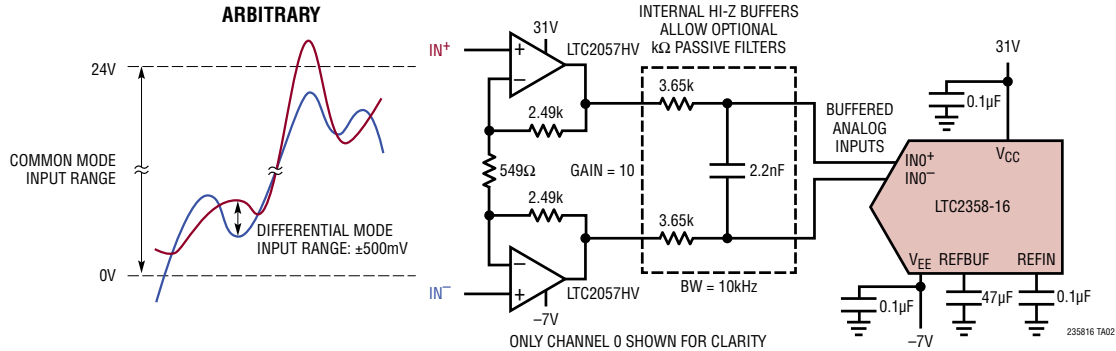 ARBITRARY
24V
COMMON MODE
INPUT RANGE
0V
DIFFERENTIAL MODE
INPUT RANGE: ±500mV
IN+
IN–
31V
LTC2057HV
+
–
2.49k
549Ω
GAIN = 10
2.49k
–
+
LTC2057HV
–7V
INTERNAL HI-Z BUFFERS
ALLOW OPTIONAL
kΩ PASSIVE FILTERS
3.65k
2.2nF
3.65k
BW = 10kHz
BUFFERED
ANALOG
INPUTS
31V
0.1µF
VCC
IN0+
IN0–
LTC2358-16
VEE
REFBUF
REFIN
0.1µF
47µF
0.1µF
–7V
ONLY CHANNEL 0 SHOWN FOR CLARITY
235816 TA02